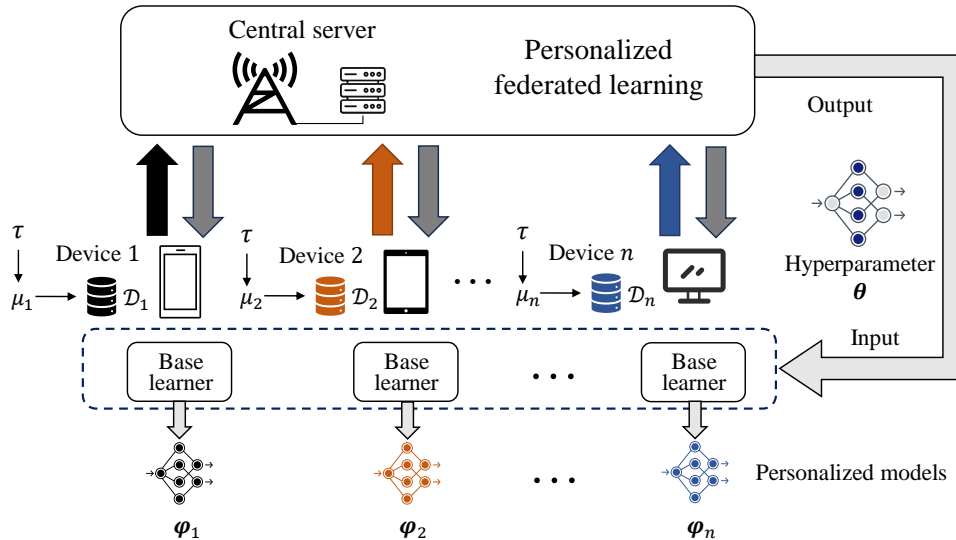 Central server
Personalized
federated learning
Output
τ
Device 1
μ₁
𝒟₁
τ
Device 2
μ₂
𝒟₂
· · ·
τ
Device n
μₙ
𝒟ₙ
Hyperparameter
θ
Input
Base
learner
Base
learner
· · ·
Base
learner
· · ·
Personalized models
φ₁
φ₂
φₙ